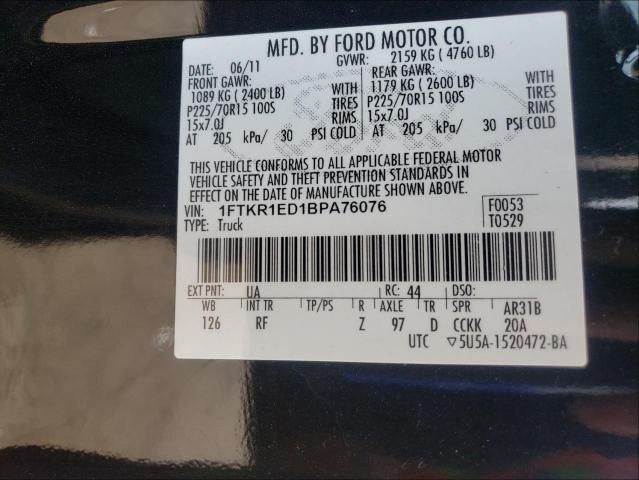 MFD. BY FORD MOTOR CO.
DATE: 06/11 GVWR: 2159 KG ( 4760 LB)
FRONT GAWR: REAR GAWR:
1089 KG ( 2400 LB) 1179 KG ( 2600 LB)
P225/70R15 100S TIRES P225/70R15 100S TIRES
15x7.0J RIMS 15x7.0J RIMS
AT 205 kPa/ 30 PSI COLD AT 205 kPa/ 30 PSI COLD
THIS VEHICLE CONFORMS TO ALL APPLICABLE FEDERAL MOTOR
VEHICLE SAFETY AND THEFT PREVENTION STANDARDS IN
EFFECT ON THE DATE OF MANUFACTURE SHOWN ABOVE.
VIN: 1FTKR1ED1BPA76076 F0053
TYPE: Truck T0529
EXT PNT: UA RC: 44 DSO:
WB INT TR TP/PS R AXLE TR SPR AR31B
126 RF Z 97 D CCKK 20A
UTC ▽5U5A-1520472-BA